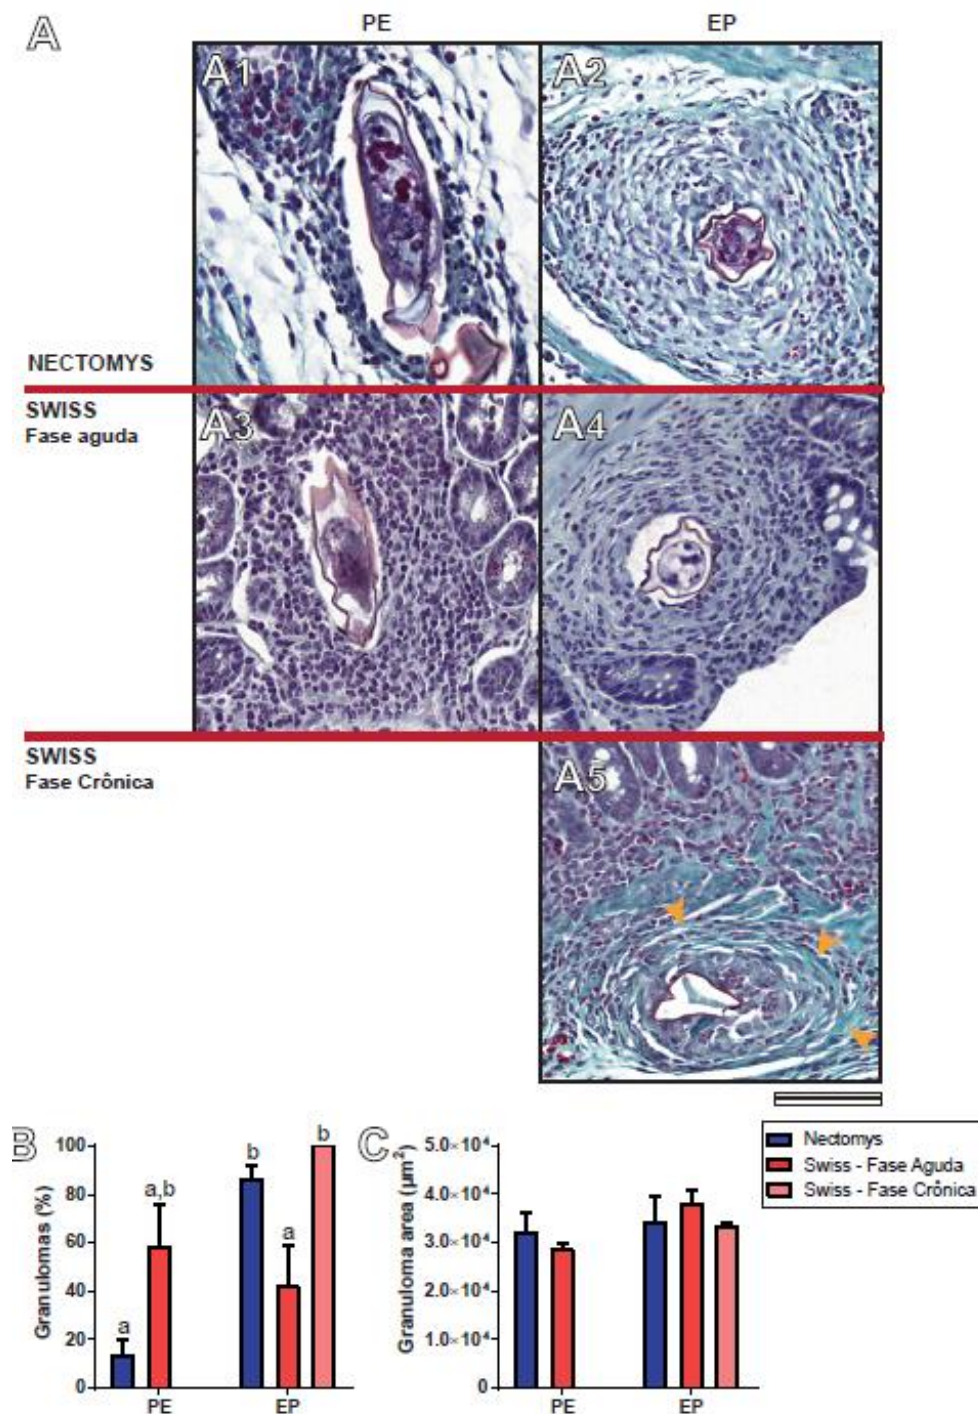 A
PE
EP
A1
A2
NECTOMYS
SWISS
Fase aguda
A3
A4
SWISS
Fase Crônica
A5
B
Granulomas (%)
100
80
60
40
20
0
a
a,b
b
a
b
PE
EP
C
Granuloma area (µm²)
5.0×10⁴
4.0×10⁴
3.0×10⁴
2.0×10⁴
1.0×10⁴
0
PE
EP
Nectomys
Swiss - Fase Aguda
Swiss - Fase Crônica